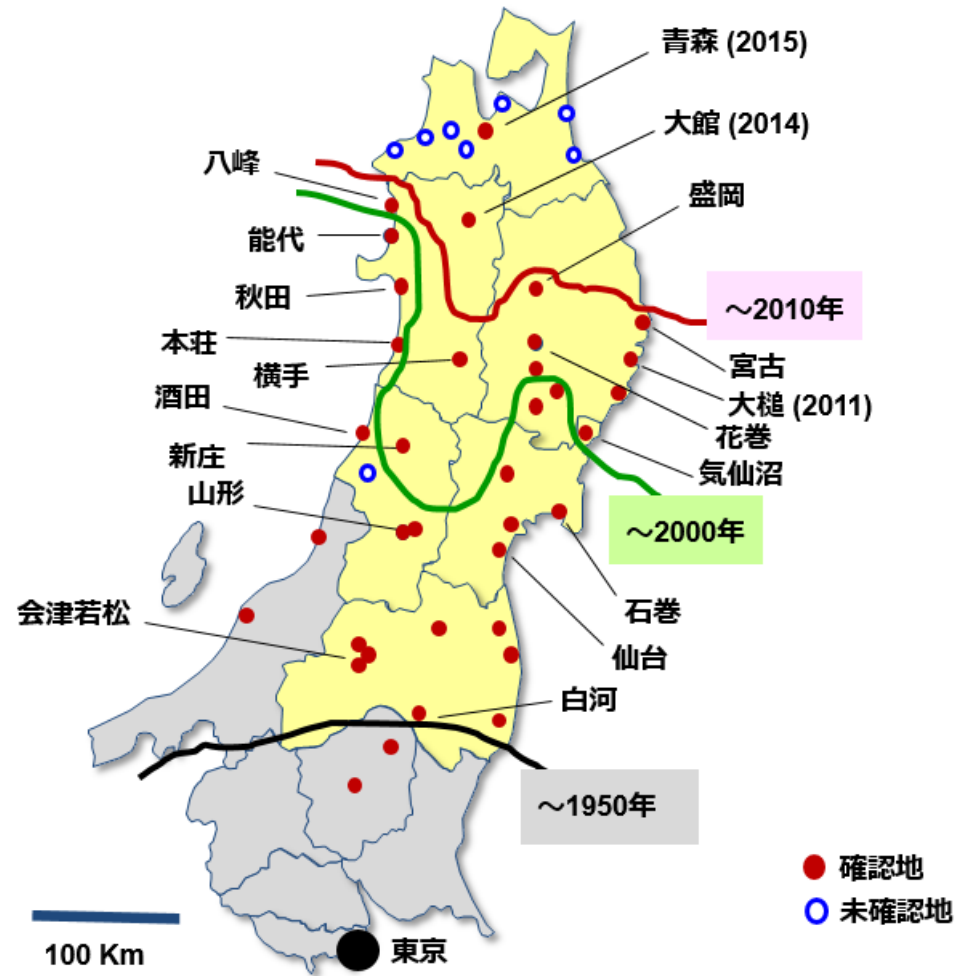 青森 (2015)
大館 (2014)
八峰
盛岡
能代
秋田
～2010年
本荘
横手
宮古
酒田
大槌 (2011)
花巻
新庄
気仙沼
山形
～2000年
会津若松
石巻
仙台
白河
～1950年
確認地
未確認地
100 Km
東京